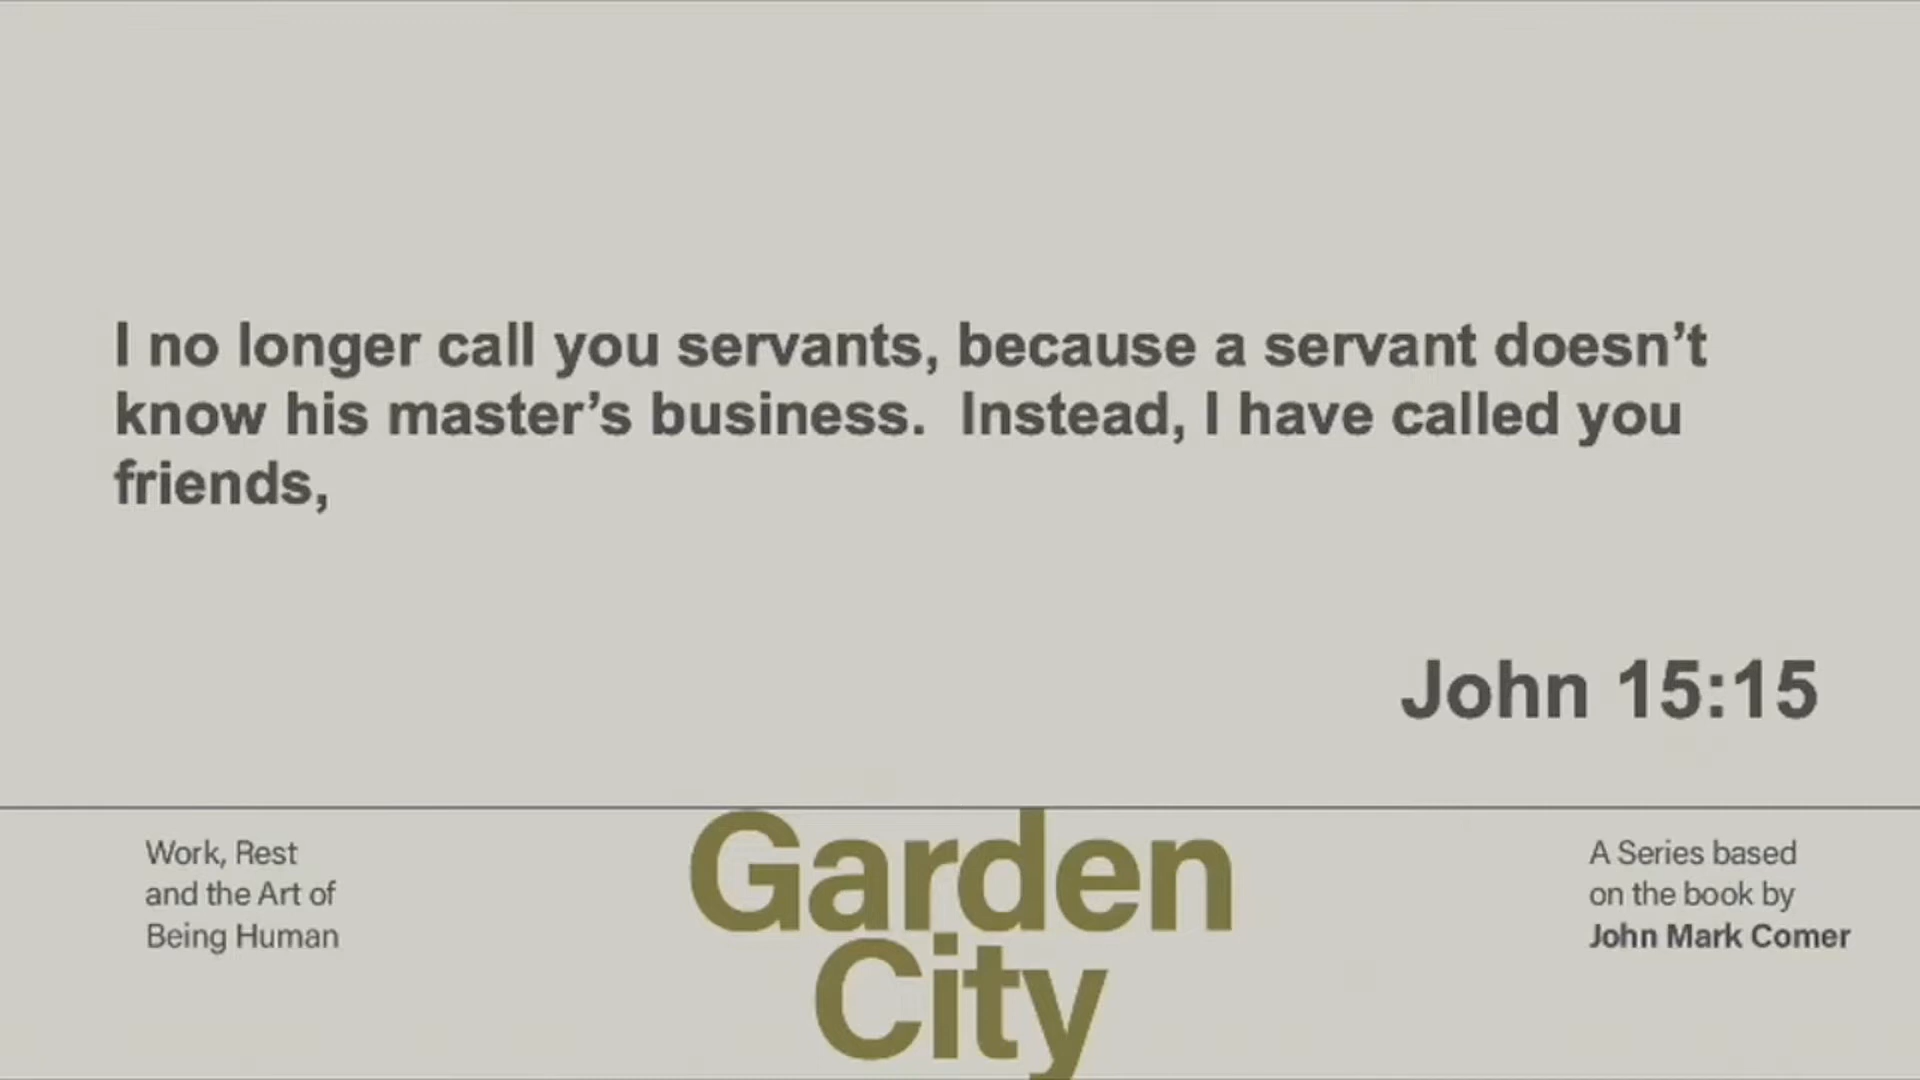 I no longer call you servants, because a servant doesn’t
know his master’s business.  Instead, I have called you
friends,
John 15:15
Work, Rest
and the Art of
Being Human
Garden
City
A Series based
on the book by
John Mark Comer